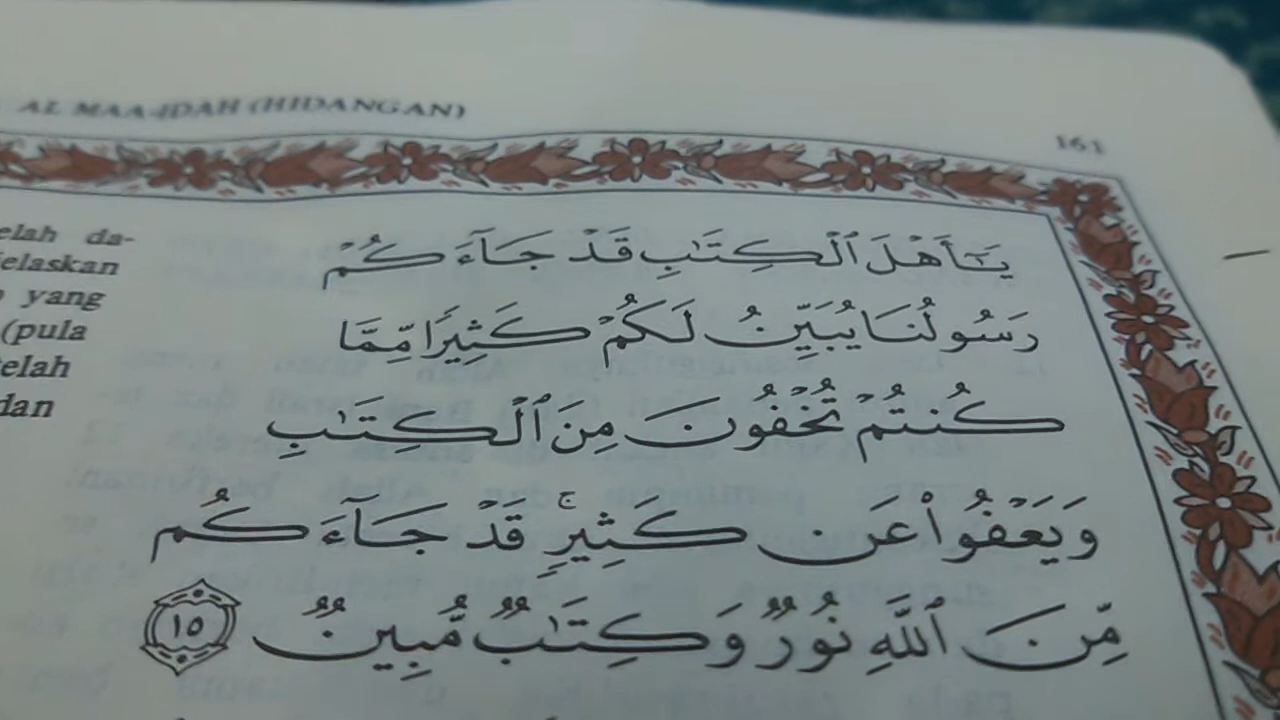 AL MAA-IDAH (HIDANGAN)
161
elah da-
elaskan
yang
(pula
elah
dan
يَٰٓأَهْلَ ٱلْكِتَٰبِ قَدْ جَآءَكُمْ
رَسُولُنَا يُبَيِّنُ لَكُمْ كَثِيرًا مِّمَّا
كُنتُمْ تُخْفُونَ مِنَ ٱلْكِتَٰبِ
وَيَعْفُوا۟ عَن كَثِيرٍ ۚ قَدْ جَآءَكُم
مِّنَ ٱللَّهِ نُورٌ وَكِتَٰبٌ مُّبِينٌ ١٥